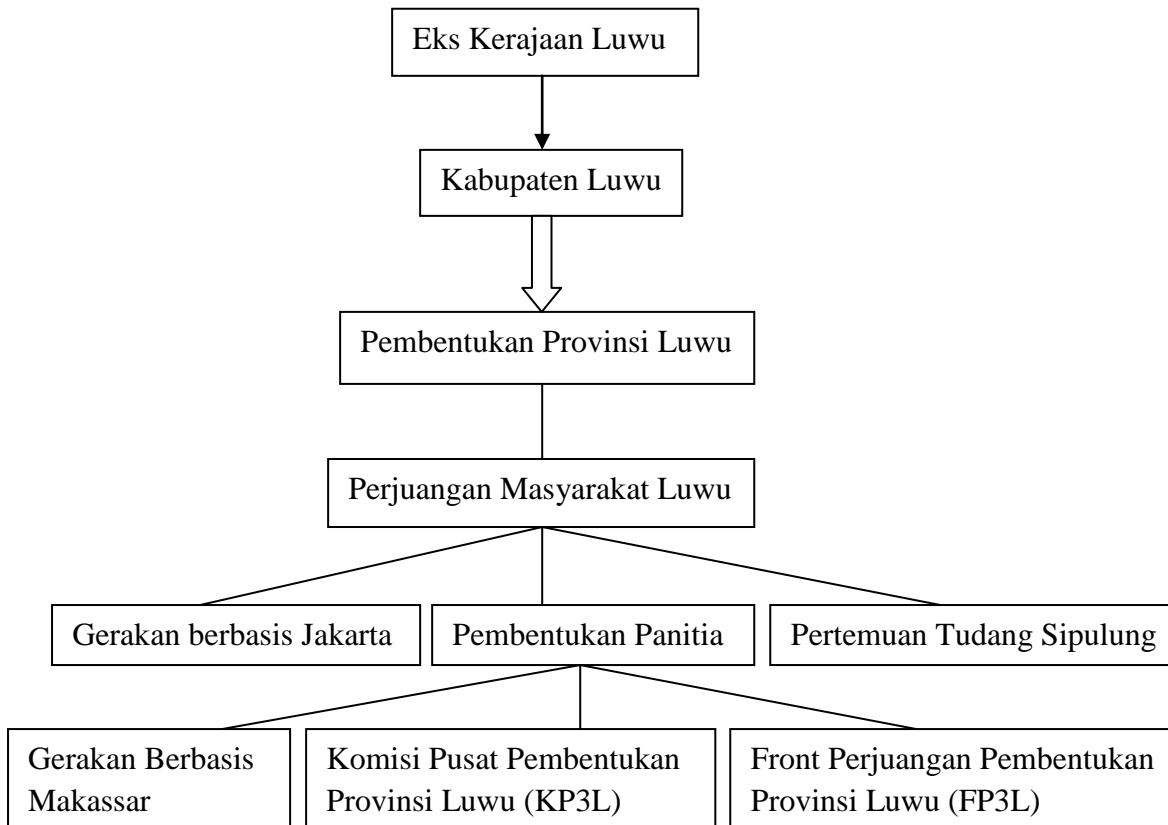 Eks Kerajaan Luwu
Kabupaten Luwu
Pembentukan Provinsi Luwu
Perjuangan Masyarakat Luwu
Gerakan berbasis Jakarta
Pembentukan Panitia
Pertemuan Tudang Sipulung
Gerakan Berbasis
Makassar
Komisi Pusat Pembentukan
Provinsi Luwu (KP3L)
Front Perjuangan Pembentukan
Provinsi Luwu (FP3L)